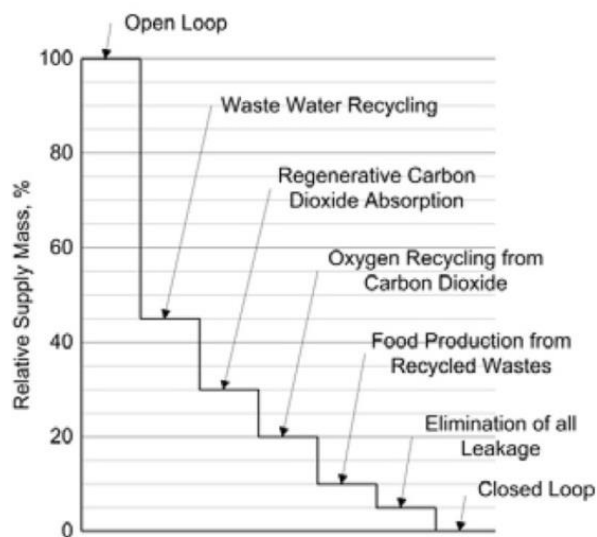 Open Loop
100
Waste Water Recycling
80
Regenerative Carbon
Dioxide Absorption
60
Oxygen Recycling from
Carbon Dioxide
40
Food Production from
Recycled Wastes
20
Elimination of all
Leakage
Closed Loop
0
Relative Supply Mass, %